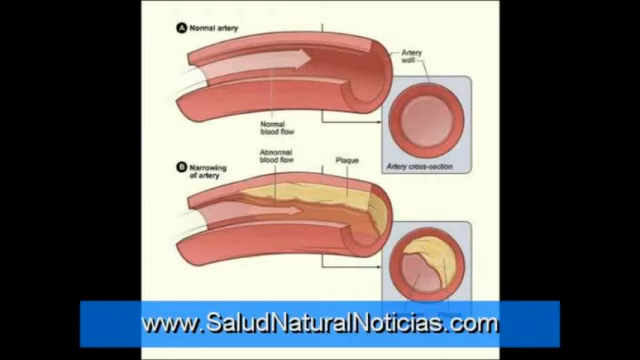 A Normal artery
Artery
wall
Normal
blood flow
Artery cross-section
Abnormal
blood flow
Plaque
B Narrowing
of artery
www.SaludNaturalNoticias.com